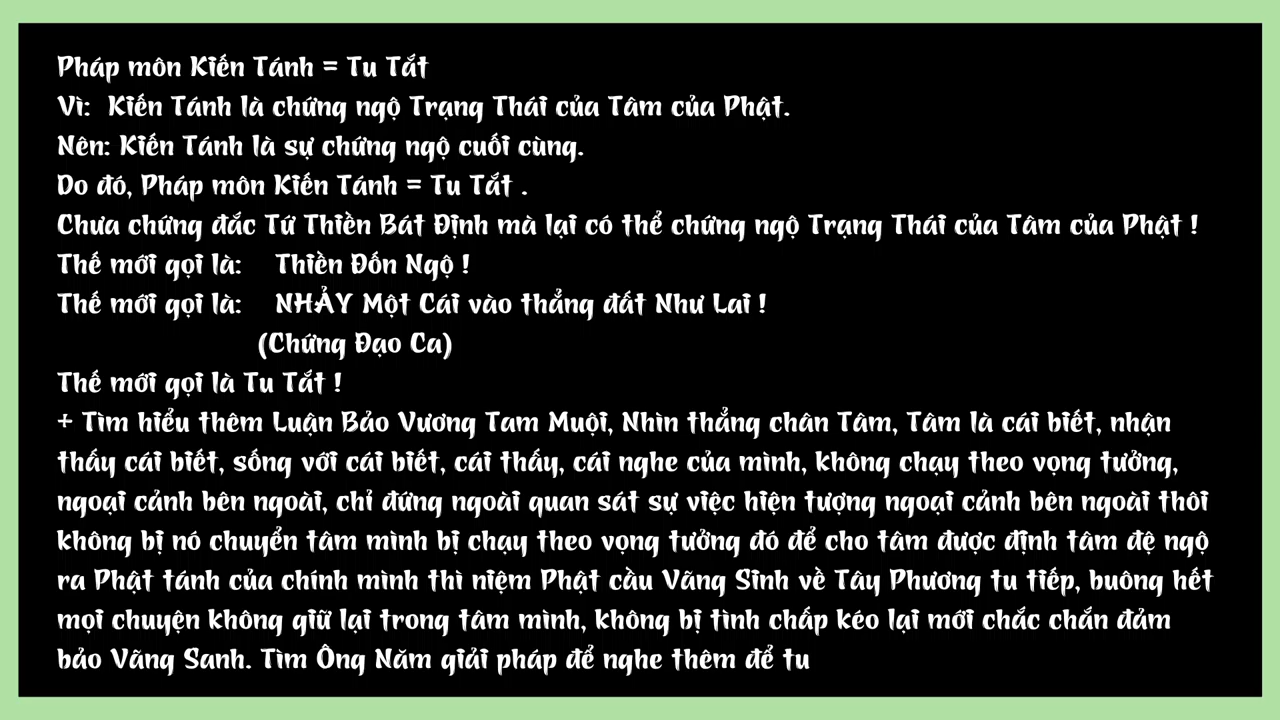 Pháp môn Kiến Tánh = Tu Tắt
Vì: Kiến Tánh là chứng ngộ Trạng Thái của Tâm của Phật.
Nên: Kiến Tánh là sự chứng ngộ cuối cùng.
Do đó, Pháp môn Kiến Tánh = Tu Tắt .
Chưa chứng đắc Tứ Thiền Bát Định mà lại có thể chứng ngộ Trạng Thái của Tâm của Phật !
Thế mới gọi là: Thiền Đốn Ngộ !
Thế mới gọi là: NHẢY Một Cái vào thẳng đất Như Lai !
(Chứng Đạo Ca)
Thế mới gọi là Tu Tắt !
+ Tìm hiểu thêm Luận Bảo Vương Tam Muội, Nhìn thẳng chân Tâm, Tâm là cái biết, nhận
thấy cái biết, sống với cái biết, cái thấy, cái nghe của mình, không chạy theo vọng tưởng,
ngoại cảnh bên ngoài, chỉ đứng ngoài quan sát sự việc hiện tượng ngoại cảnh bên ngoài thôi
không bị nó chuyển tâm mình bị chạy theo vọng tưởng đó để cho tâm được định tâm đệ ngộ
ra Phật tánh của chính mình thì niệm Phật cầu Vãng Sinh về Tây Phương tu tiếp, buông hết
mọi chuyện không giữ lại trong tâm mình, không bị tình chấp kéo lại mới chắc chắn đảm
bảo Vãng Sanh. Tìm Ông Năm giải pháp để nghe thêm để tu